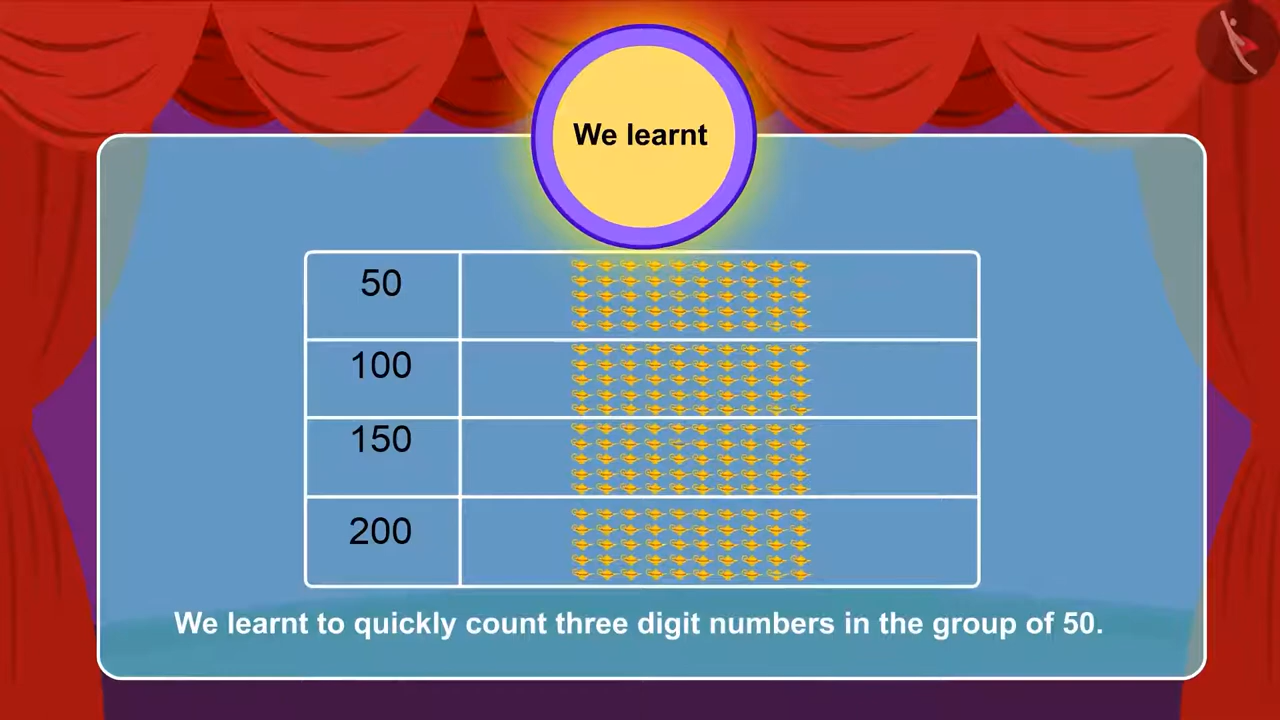 We learnt
50
100
150
200
We learnt to quickly count three digit numbers in the group of 50.